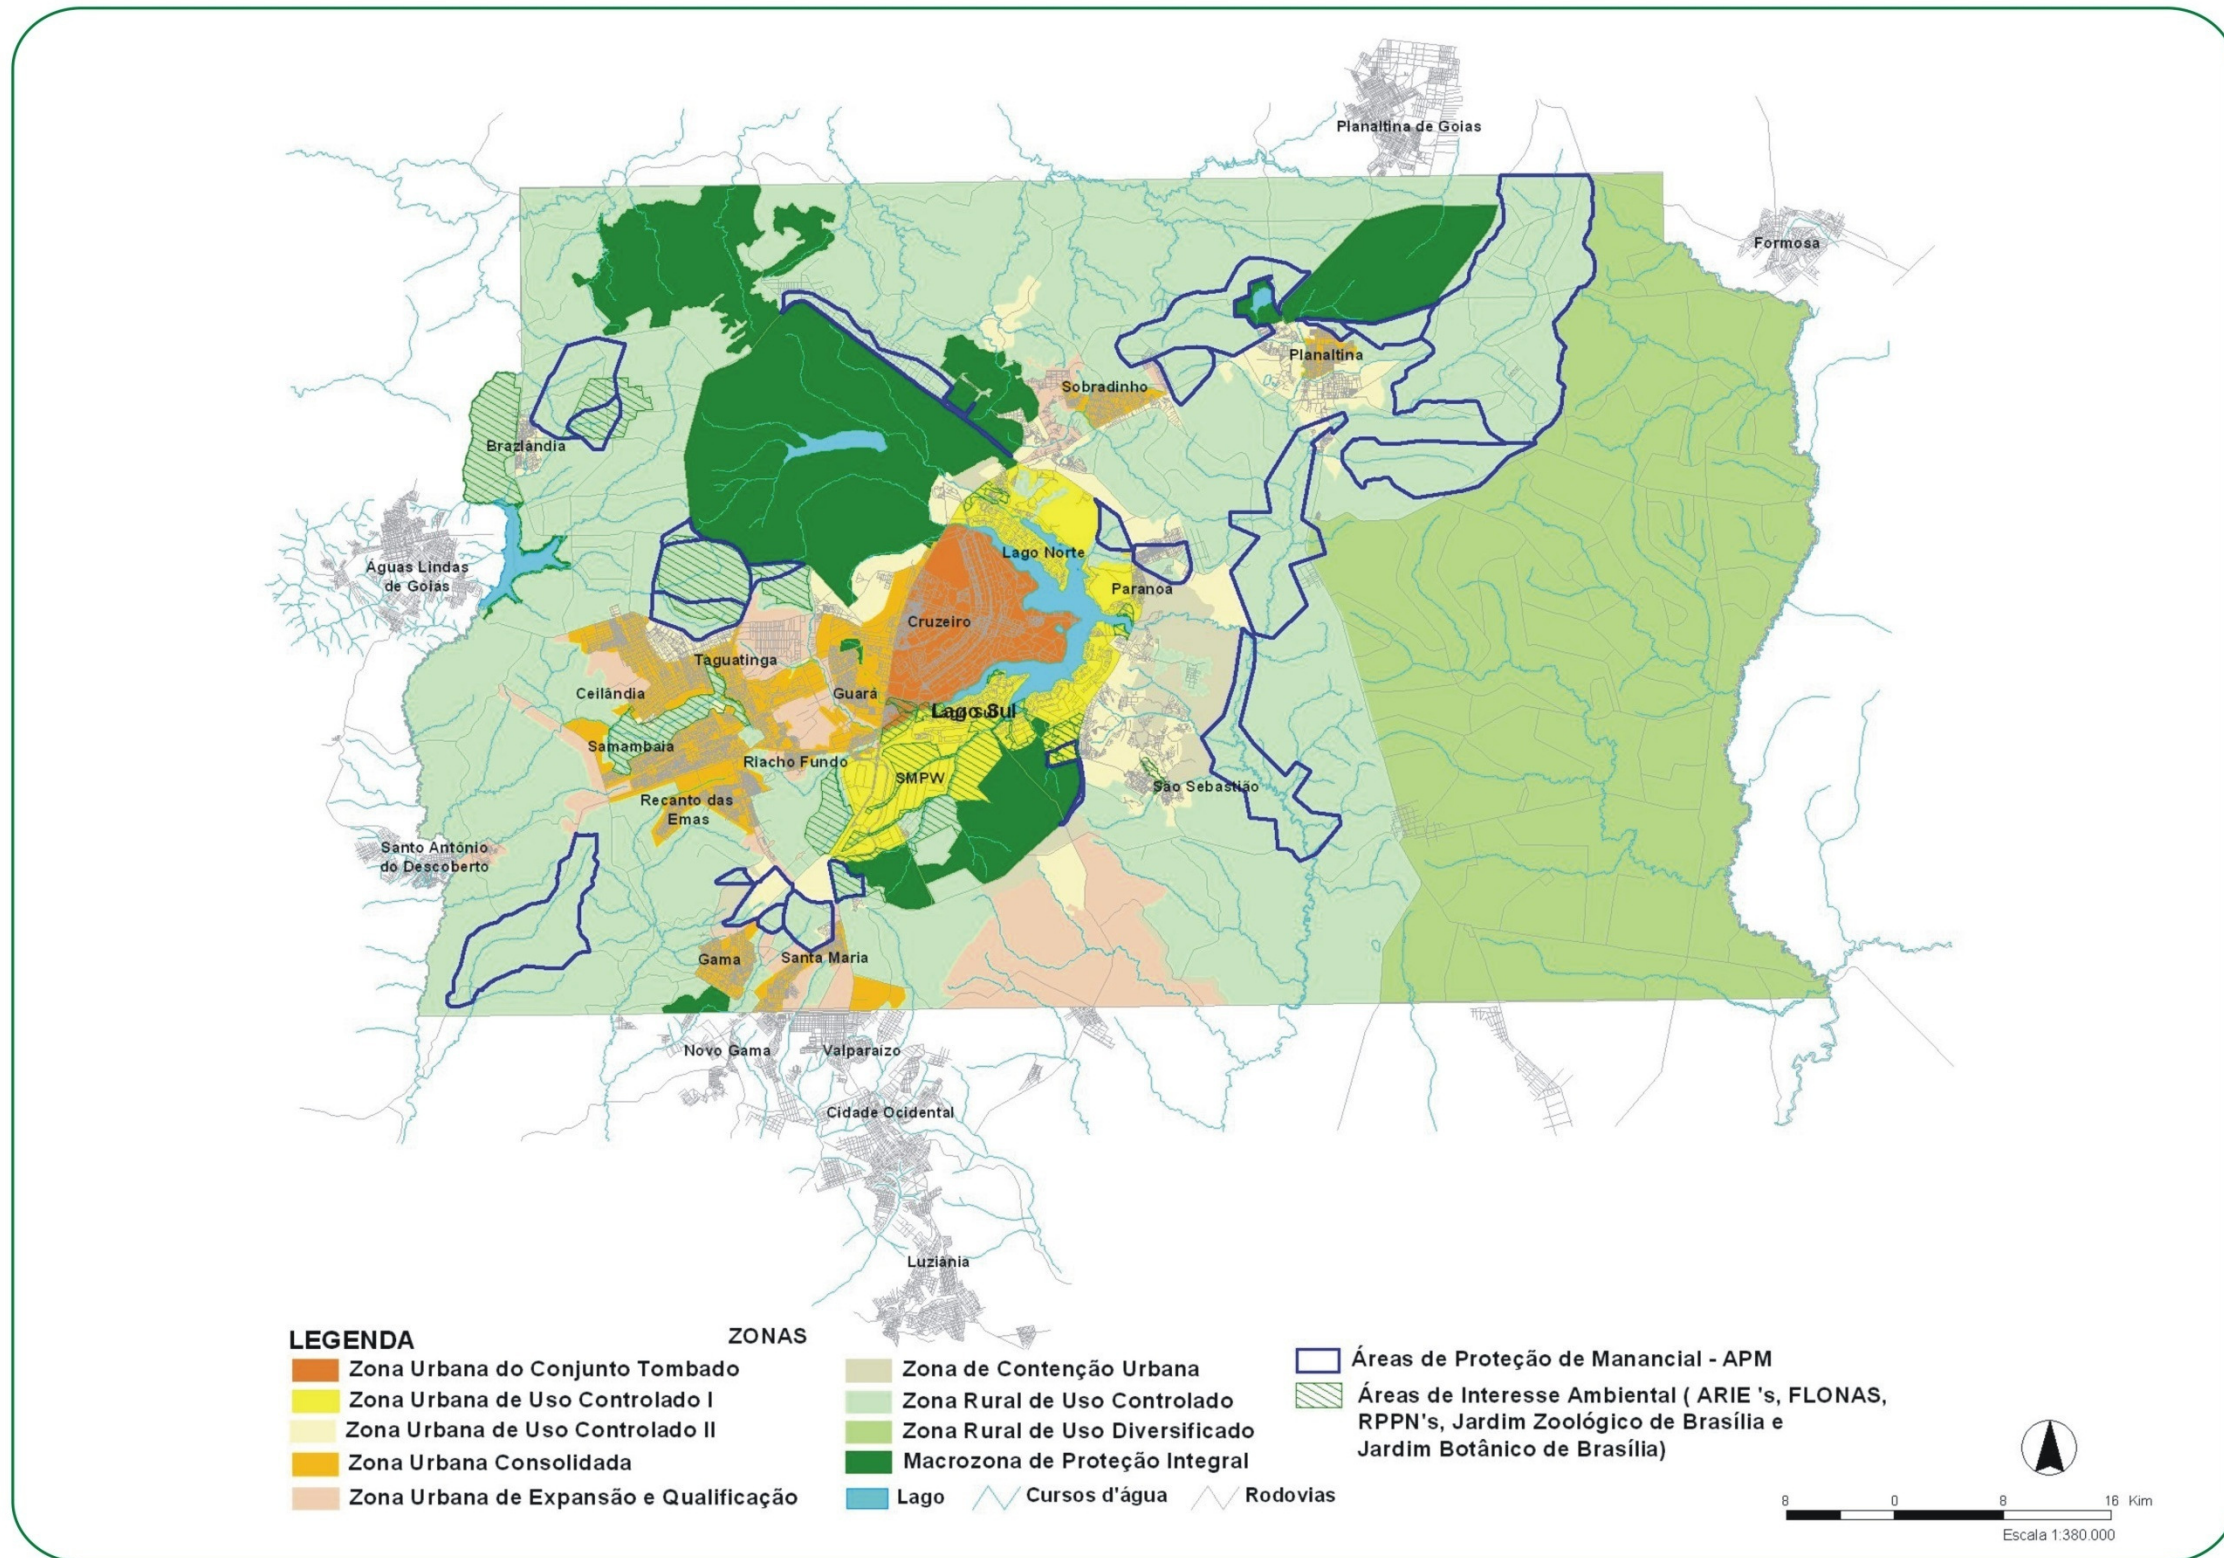 Planaltina de Goias
Formosa
Planaltina
Sobradinho
Brazlândia
Lago Norte
Águas Lindas
de Goiás
Paranoá
Cruzeiro
Taguatinga
Ceilândia
Guará
Lago Sul
Samambaia
Riacho Fundo
SMPW
São Sebastião
Recanto das
Emas
Santo Antônio
do Descoberto
Gama
Santa Maria
Novo Gama
Valparaízo
Cidade Ocidental
Luziânia
LEGENDA
ZONAS
Zona Urbana do Conjunto Tombado
Zona Urbana de Uso Controlado I
Zona Urbana de Uso Controlado II
Zona Urbana Consolidada
Zona Urbana de Expansão e Qualificação
Zona de Contenção Urbana
Zona Rural de Uso Controlado
Zona Rural de Uso Diversificado
Macrozona de Proteção Integral
Lago
Cursos d'água
Rodovias
Áreas de Proteção de Manancial - APM
Áreas de Interesse Ambiental ( ARIE 's, FLONAS,
RPPN's, Jardim Zoológico de Brasília e
Jardim Botânico de Brasília)
8 0 8 16 Kim
Escala 1:380.000